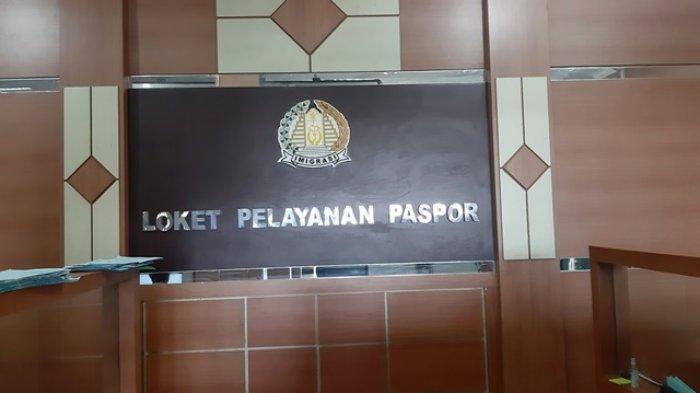 IMIGRASI
LOKET PELAYANAN PASPOR